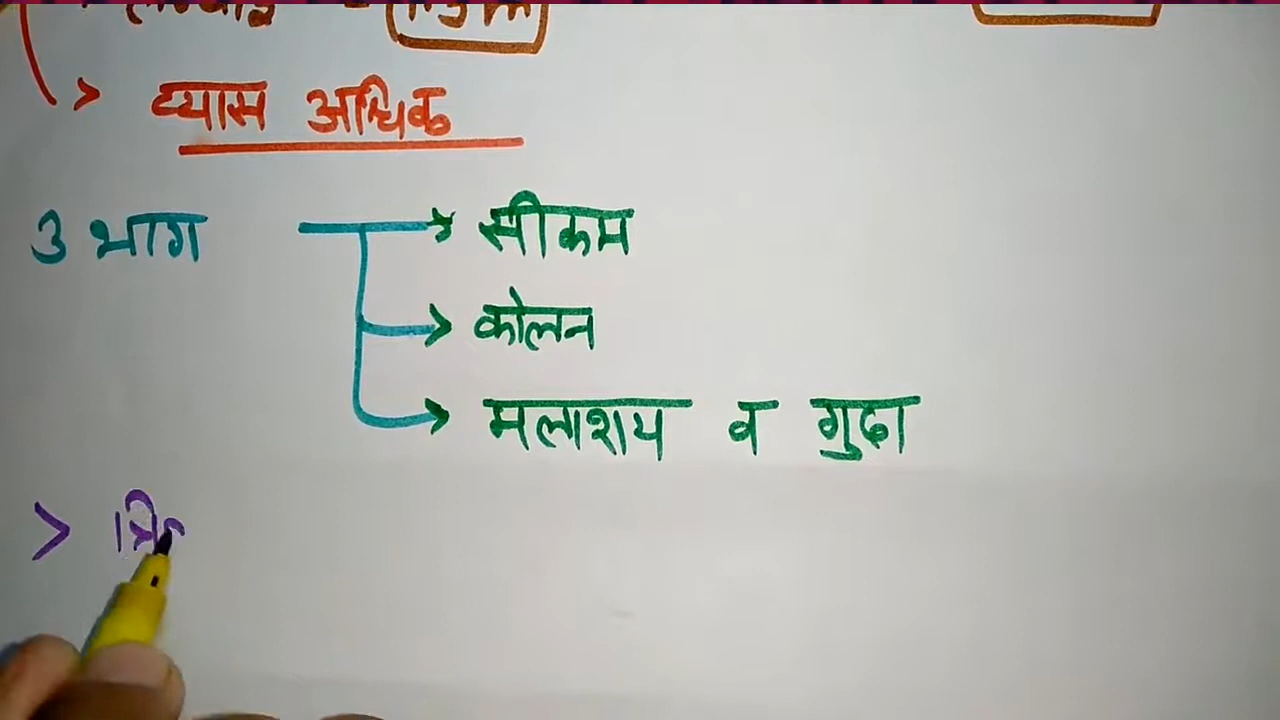 व्यास अधिक
3 भाग
सीकम
कोलन
मलाशय व गुदा